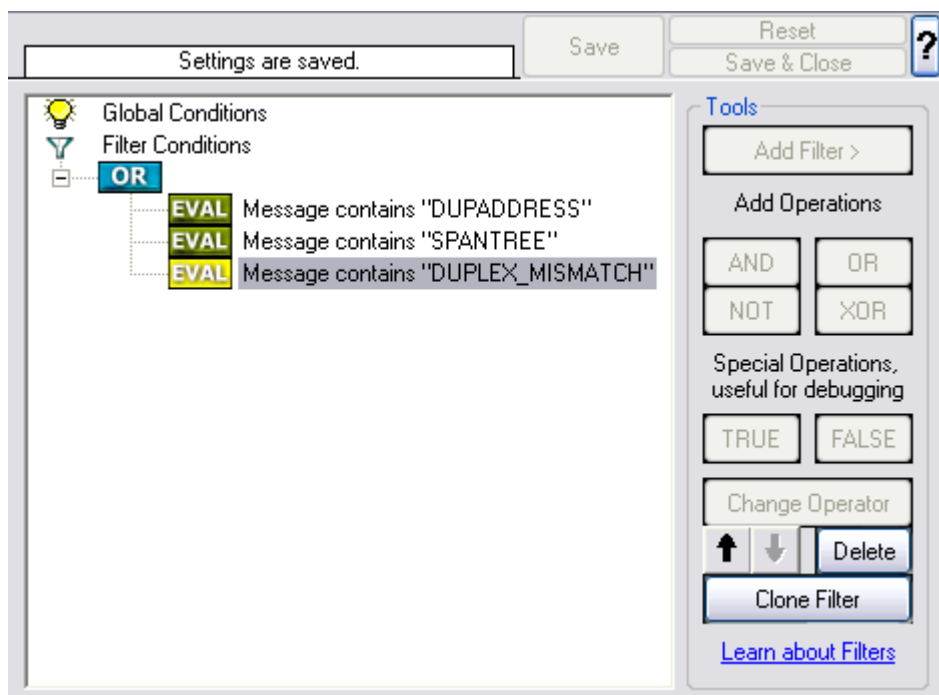 Settings are saved.
Save
Reset
Save & Close
?
Global Conditions
Filter Conditions
OR
EVAL Message contains "DUPADDRESS"
EVAL Message contains "SPANTREE"
EVAL Message contains "DUPLEX_MISMATCH"
Tools
Add Filter >
Add Operations
AND OR
NOT XOR
Special Operations,
useful for debugging
TRUE FALSE
Change Operator
Delete
Clone Filter
Learn about Filters